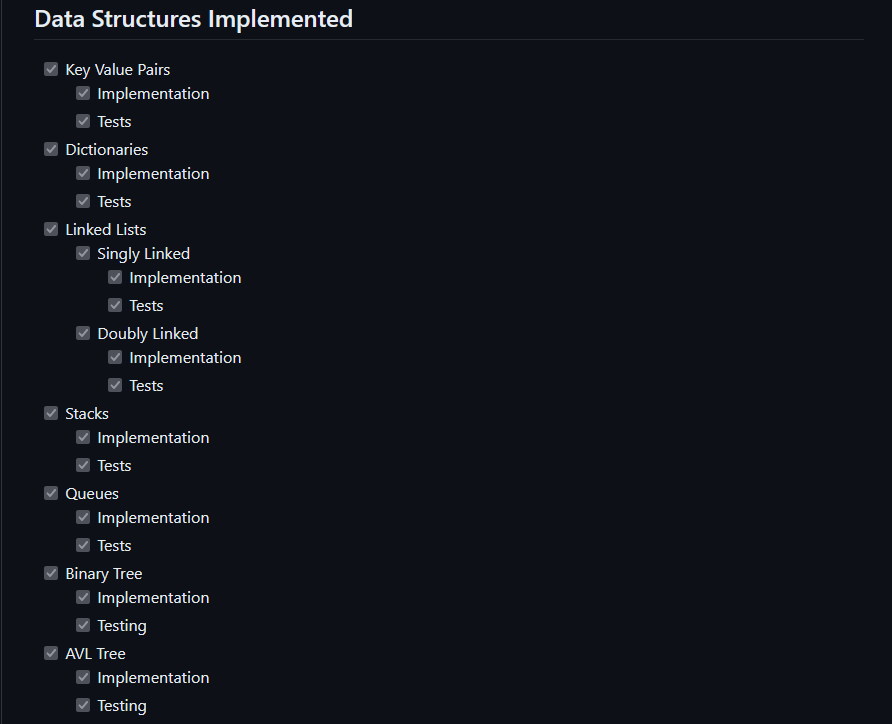 Data Structures Implemented
Key Value Pairs
Implementation
Tests
Dictionaries
Implementation
Tests
Linked Lists
Singly Linked
Implementation
Tests
Doubly Linked
Implementation
Tests
Stacks
Implementation
Tests
Queues
Implementation
Tests
Binary Tree
Implementation
Testing
AVL Tree
Implementation
Testing